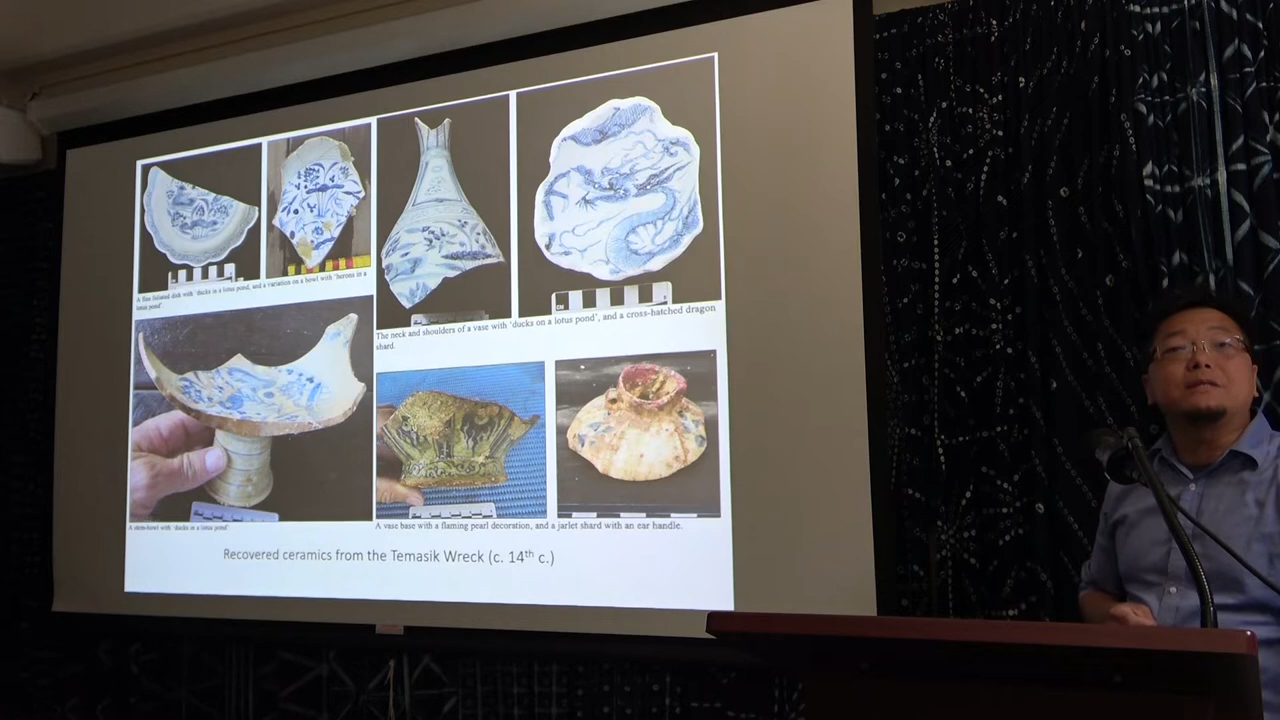 A fine foliated dish with 'ducks in a lotus pond, and a variation on a bowl with 'herons in a
lotus pond'.
The neck and shoulders of a vase with 'ducks on a lotus pond', and a cross-hatched dragon
shard.
A stem-bowl with 'ducks in a lotus pond'
A vase base with a flaming pearl decoration, and a jarlet shard with an ear handle.
Recovered ceramics from the Temasik Wreck (c. 14th c.)